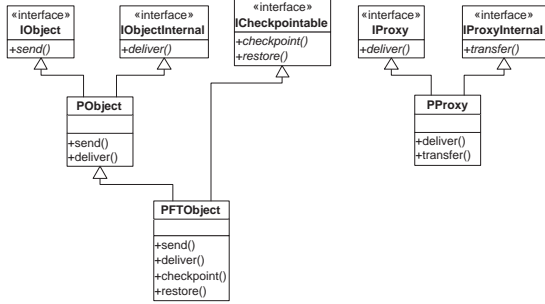 «interface»
IObject
+send()
«interface»
IObjectInternal
+deliver()
«interface»
ICheckpointable
+checkpoint()
+restore()
«interface»
IProxy
+deliver()
«interface»
IProxyInternal
+transfer()
PObject
+send()
+deliver()
PProxy
+deliver()
+transfer()
PFTObject
+send()
+deliver()
+checkpoint()
+restore()